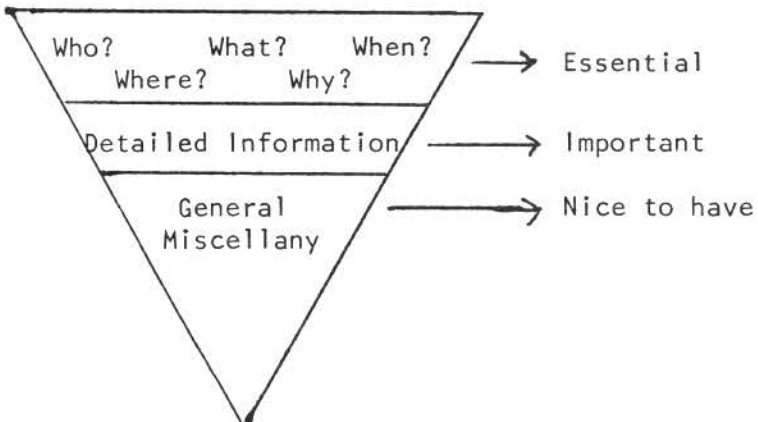 Who? What? When?
Where? Why?
Essential
Detailed Information
Important
General
Miscellany
Nice to have